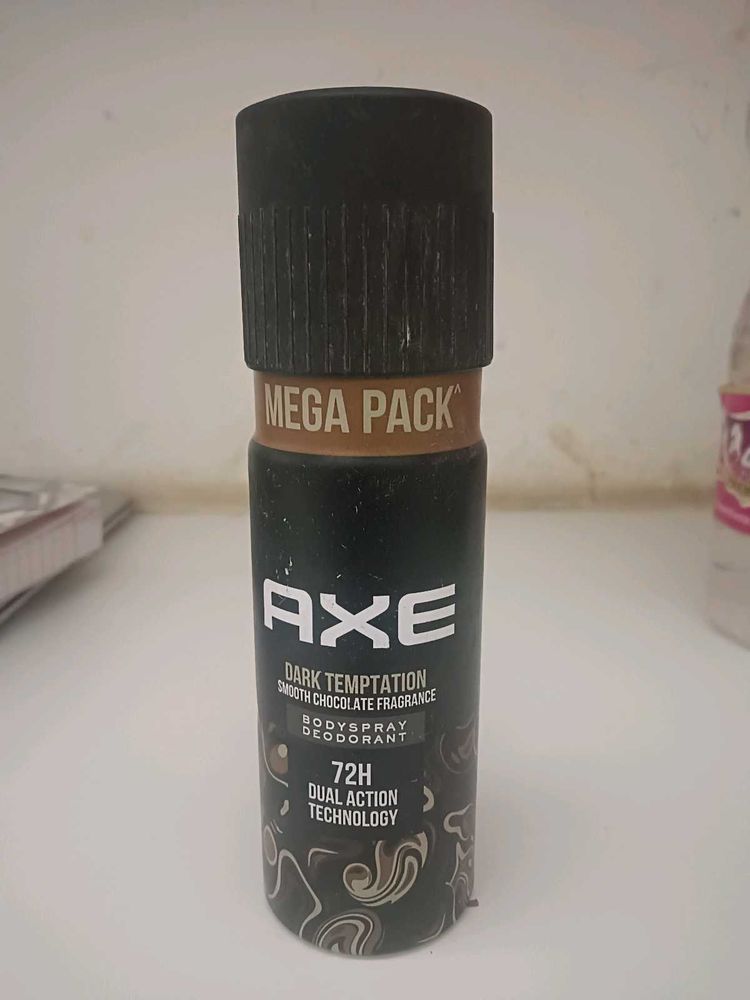 MEGA PACK^
AXE
DARK TEMPTATION
SMOOTH CHOCOLATE FRAGRANCE
BODYSPRAY
DEODORANT
72H
DUAL ACTION
TECHNOLOGY